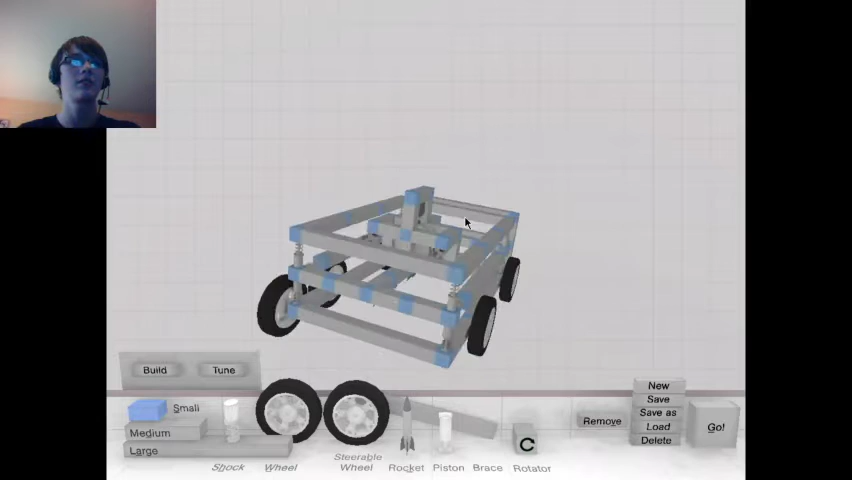 Build
Tune
Small
Medium
Large
Shock
Wheel
Steerable
Wheel
Rocket
Piston
Brace
Rotator
C
Remove
New
Save
Save as
Load
Delete
Go!